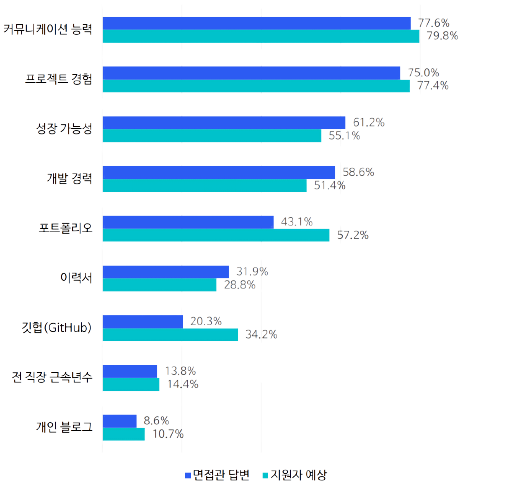 커뮤니케이션 능력
77.6%
79.8%
프로젝트 경험
75.0%
77.4%
성장 가능성
61.2%
55.1%
개발 경력
58.6%
51.4%
포트폴리오
43.1%
57.2%
이력서
31.9%
28.8%
깃헙(GitHub)
20.3%
34.2%
전 직장 근속년수
13.8%
14.4%
개인 블로그
8.6%
10.7%
면접관 답변 지원자 예상